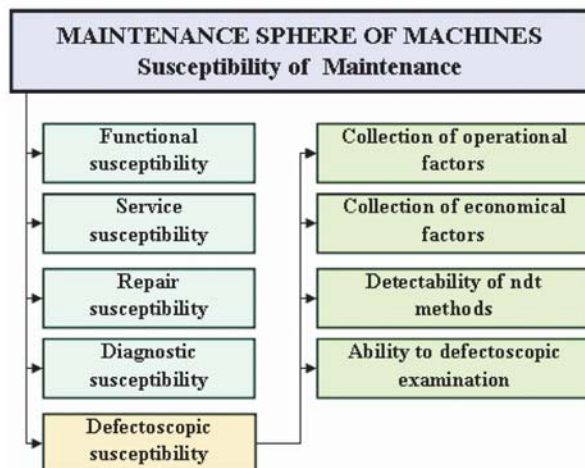 MAINTENANCE SPHERE OF MACHINES
Susceptibility of Maintenance
Functional
susceptibility
Service
susceptibility
Repair
susceptibility
Diagnostic
susceptibility
Defectoscopic
susceptibility
Collection of operational
factors
Collection of economical
factors
Detectability of ndt
methods
Ability to defectoscopic
examination